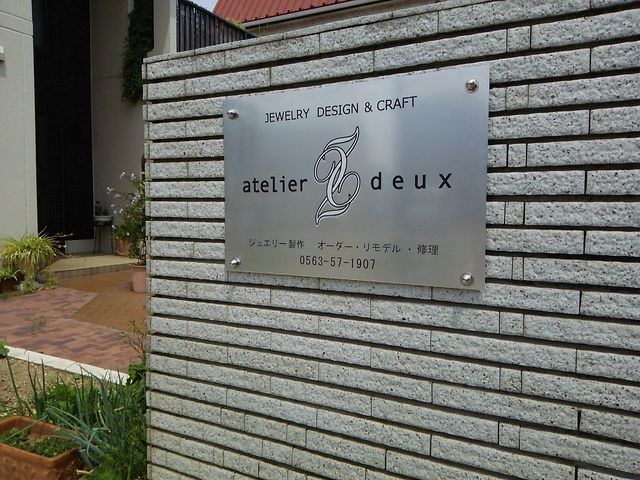 JEWELRY DESIGN & CRAFT
atelier deux
ジュエリー製作　オーダー・リモデル・修理
0563-57-1907